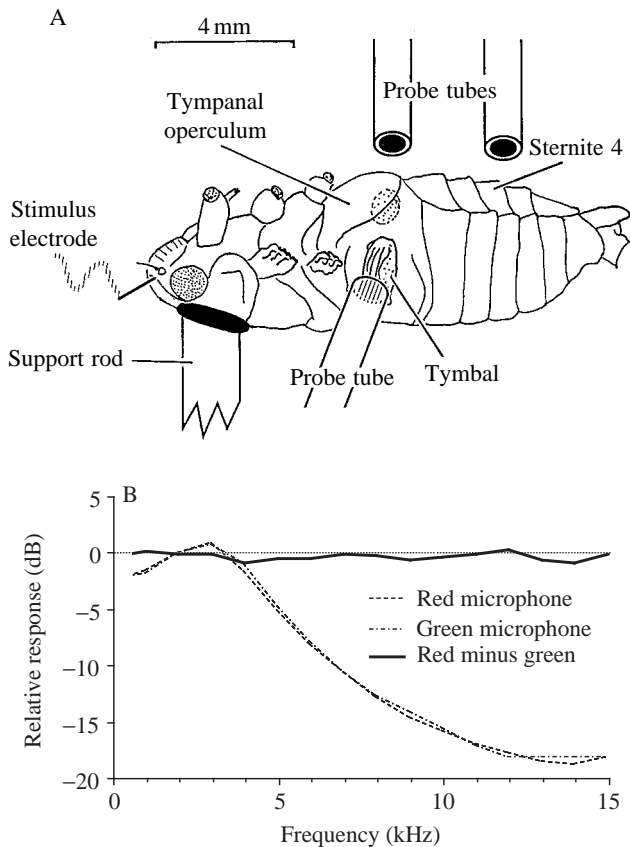 A
4 mm
Probe tubes
Tympanal
operculum
Sternite 4
Stimulus
electrode
Support rod
Probe tube
Tymbal
B
5
0
−5
−10
−15
−20
Relative response (dB)
Red microphone
Green microphone
Red minus green
0
5
10
15
Frequency (kHz)